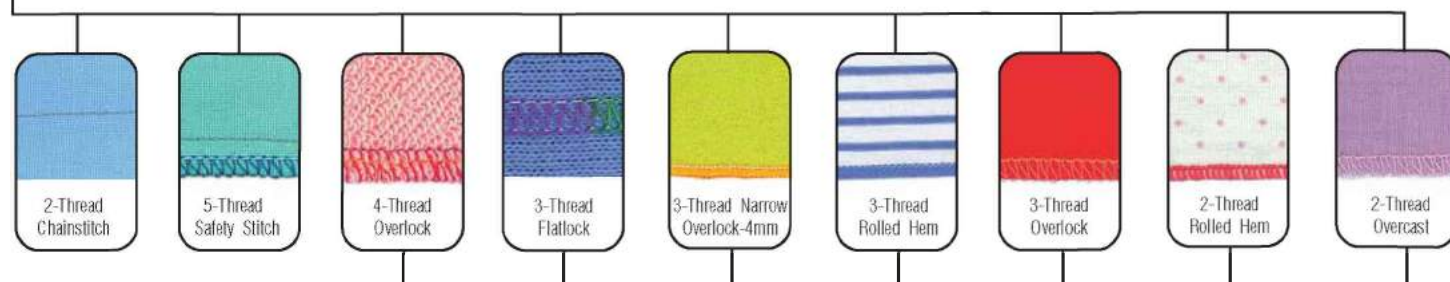 2-Thread
Chainstitch
5-Thread
Safety Stitch
4-Thread
Overlock
3-Thread
Flatlock
3-Thread Narrow
Overlock-4mm
3-Thread
Rolled Hem
3-Thread
Overlock
2-Thread
Rolled Hem
2-Thread
Overcast